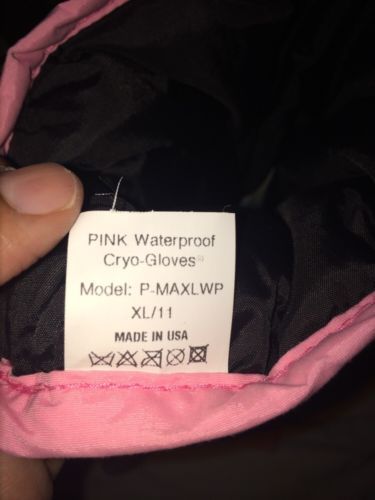 PINK Waterproof
Cryo-Gloves®
Model: P-MAXLWP
XL/11
MADE IN USA